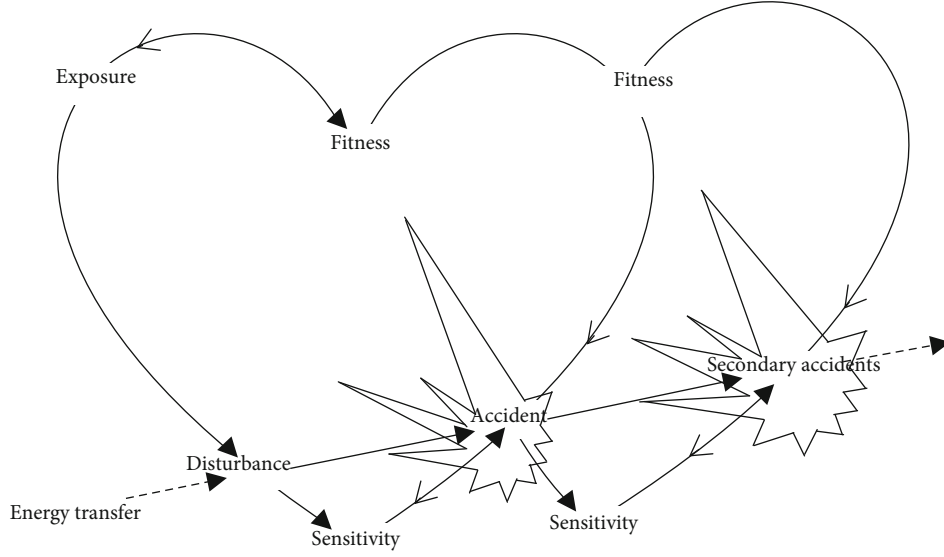 Exposure
Fitness
Fitness
Secondary accidents
Accident
Disturbance
Energy transfer
Sensitivity
Sensitivity